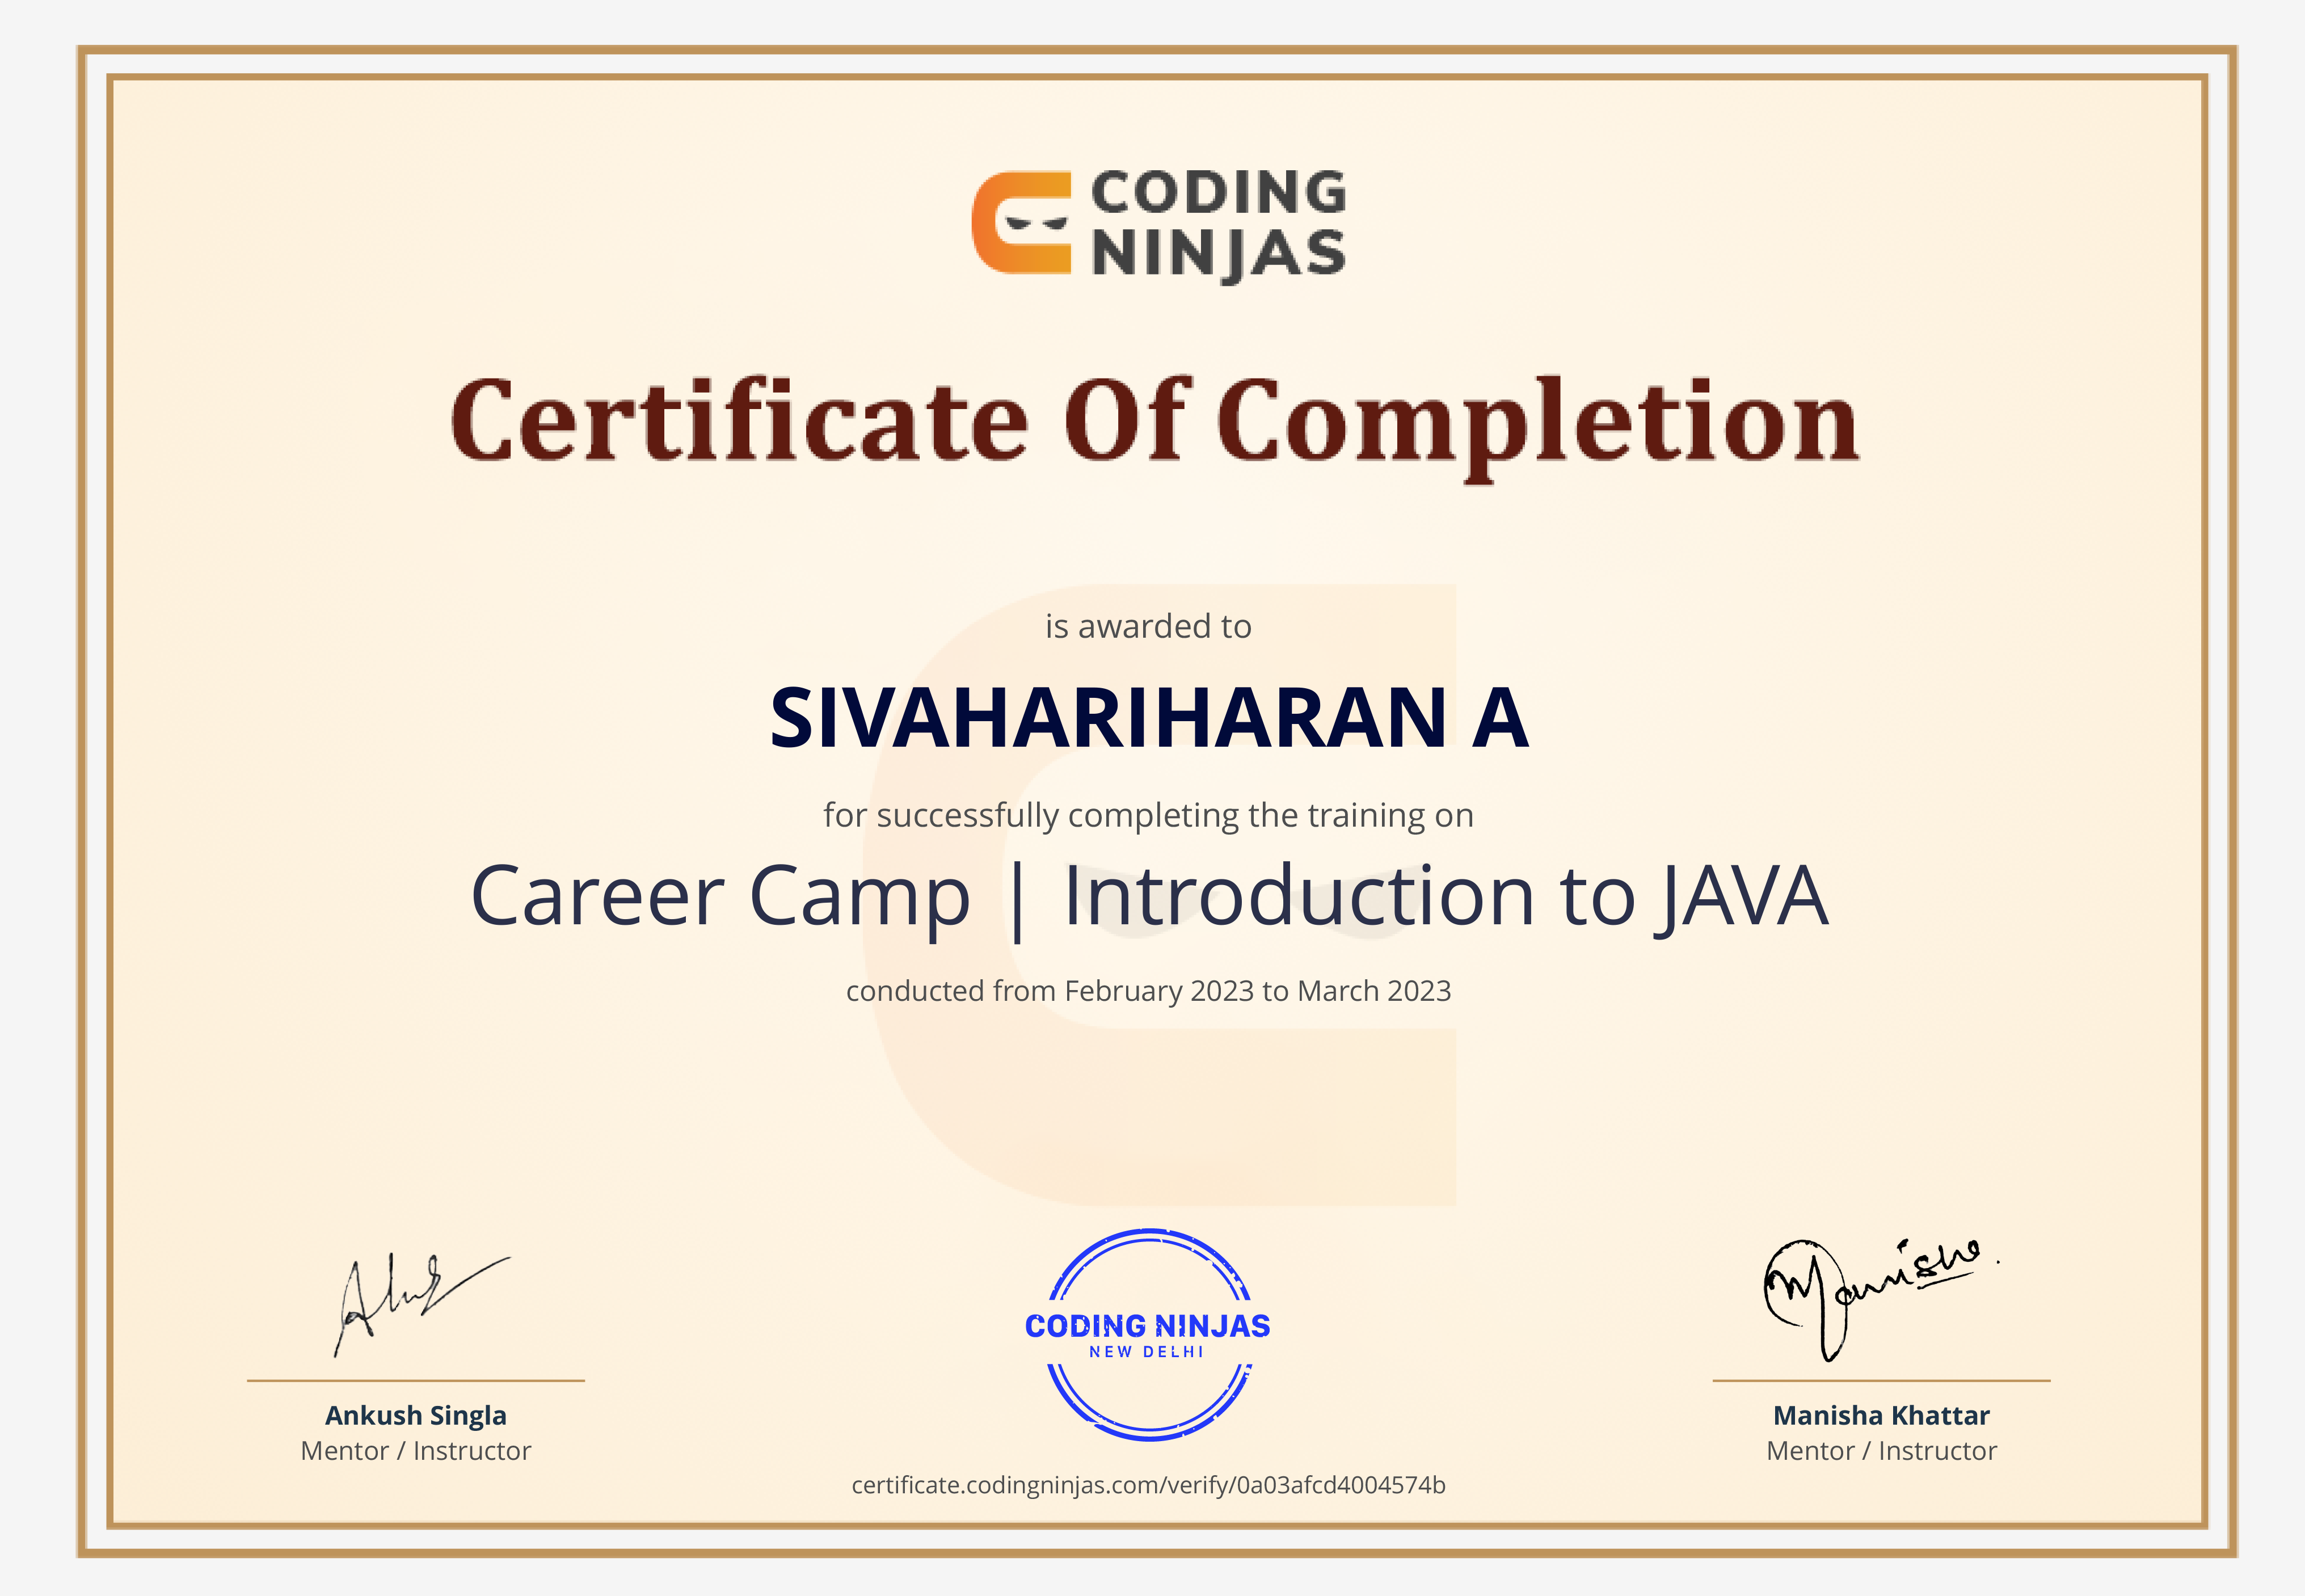 CODING
NINJAS
Certificate Of Completion
is awarded to
SIVAHARIHARAN A
for successfully completing the training on
Career Camp | Introduction to JAVA
conducted from February 2023 to March 2023
Manisha.
CODING NINJAS
NEW DELHI
Ankush Singla
Mentor / Instructor
Manisha Khattar
Mentor / Instructor
certificate.codingninjas.com/verify/0a03afcd4004574b